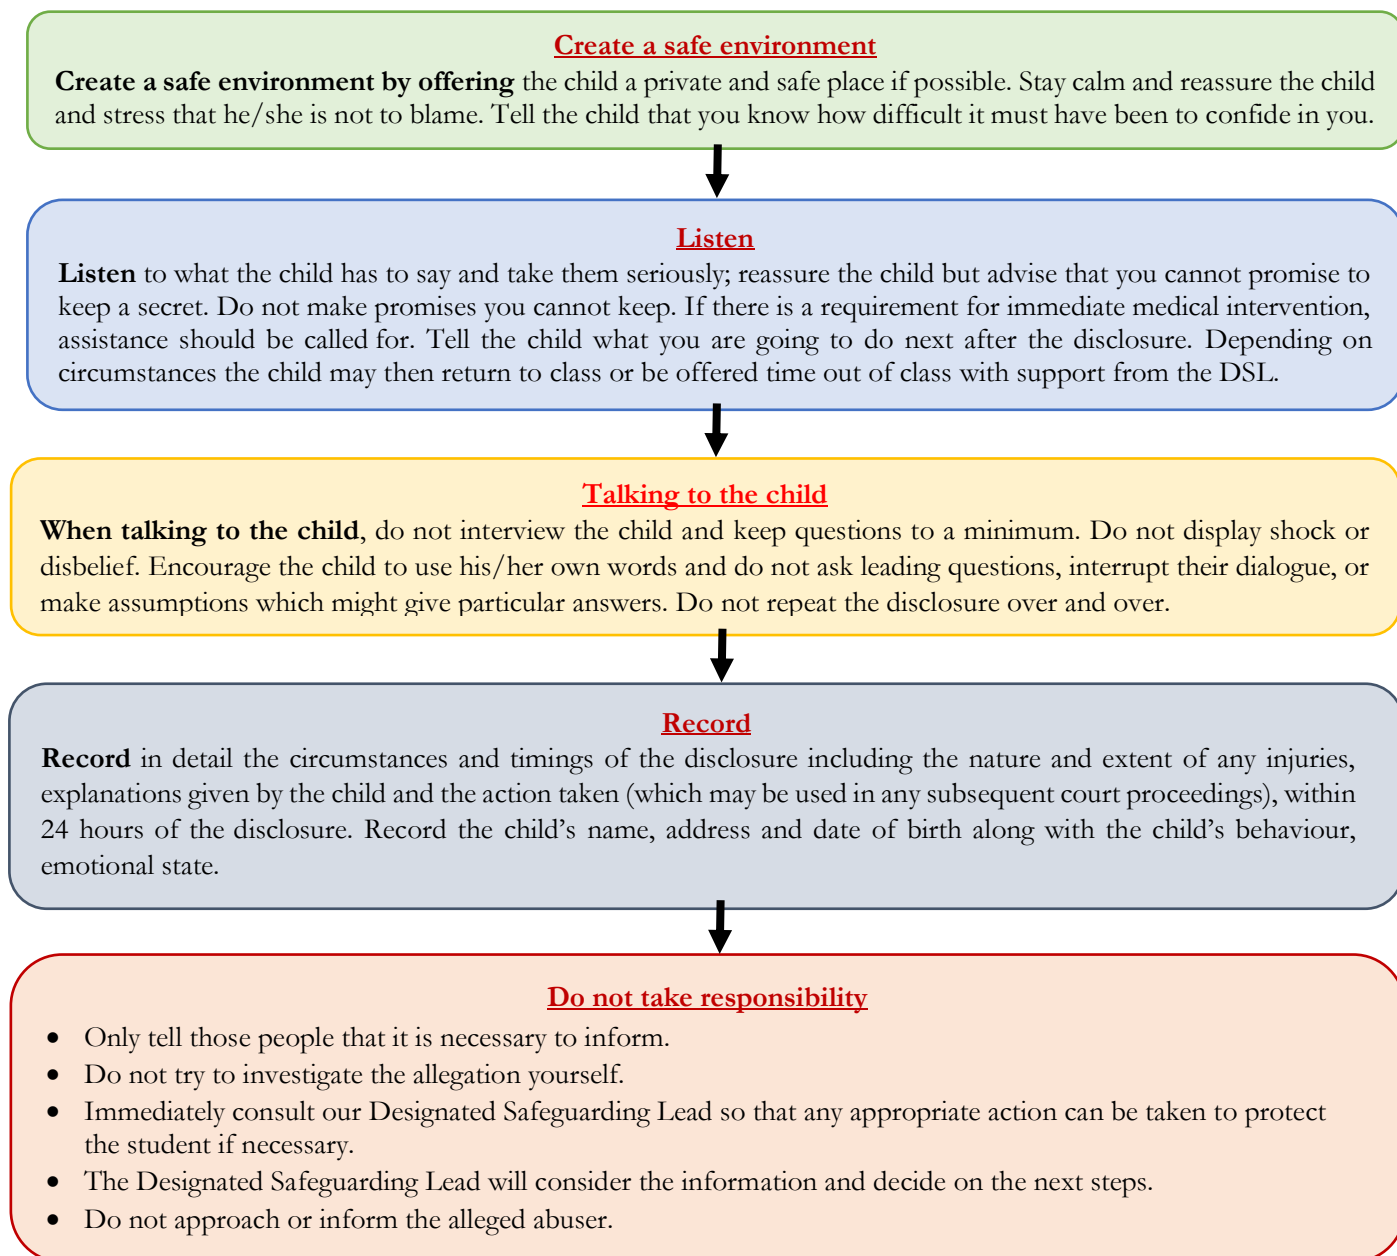 Create a safe environment
Create a safe environment by offering the child a private and safe place if possible. Stay calm and reassure the child
and stress that he/she is not to blame. Tell the child that you know how difficult it must have been to confide in you.
Listen
Listen to what the child has to say and take them seriously; reassure the child but advise that you cannot promise to
keep a secret. Do not make promises you cannot keep. If there is a requirement for immediate medical intervention,
assistance should be called for. Tell the child what you are going to do next after the disclosure. Depending on
circumstances the child may then return to class or be offered time out of class with support from the DSL.
Talking to the child
When talking to the child, do not interview the child and keep questions to a minimum. Do not display shock or
disbelief. Encourage the child to use his/her own words and do not ask leading questions, interrupt their dialogue, or
make assumptions which might give particular answers. Do not repeat the disclosure over and over.
Record
Record in detail the circumstances and timings of the disclosure including the nature and extent of any injuries,
explanations given by the child and the action taken (which may be used in any subsequent court proceedings), within
24 hours of the disclosure. Record the child’s name, address and date of birth along with the child’s behaviour,
emotional state.
Do not take responsibility
• Only tell those people that it is necessary to inform.
• Do not try to investigate the allegation yourself.
• Immediately consult our Designated Safeguarding Lead so that any appropriate action can be taken to protect
the student if necessary.
• The Designated Safeguarding Lead will consider the information and decide on the next steps.
• Do not approach or inform the alleged abuser.